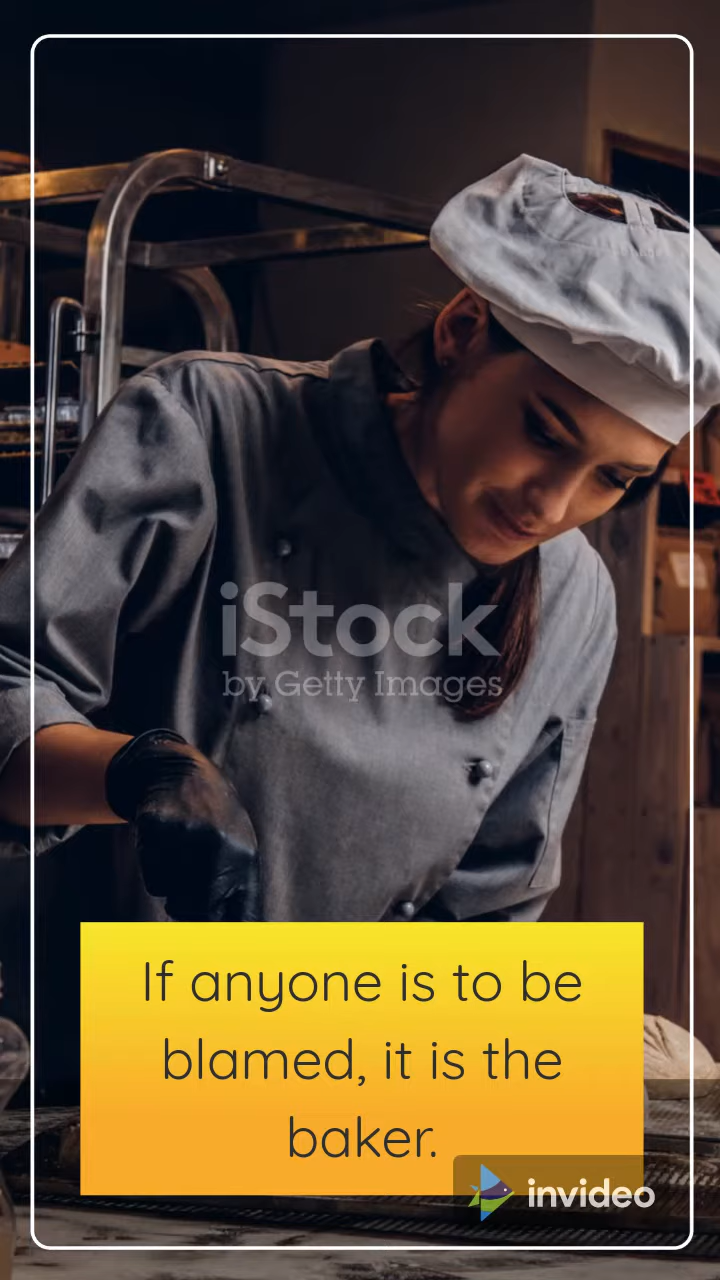 iStock
by Getty Images
If anyone is to be
blamed, it is the
baker.
invideo